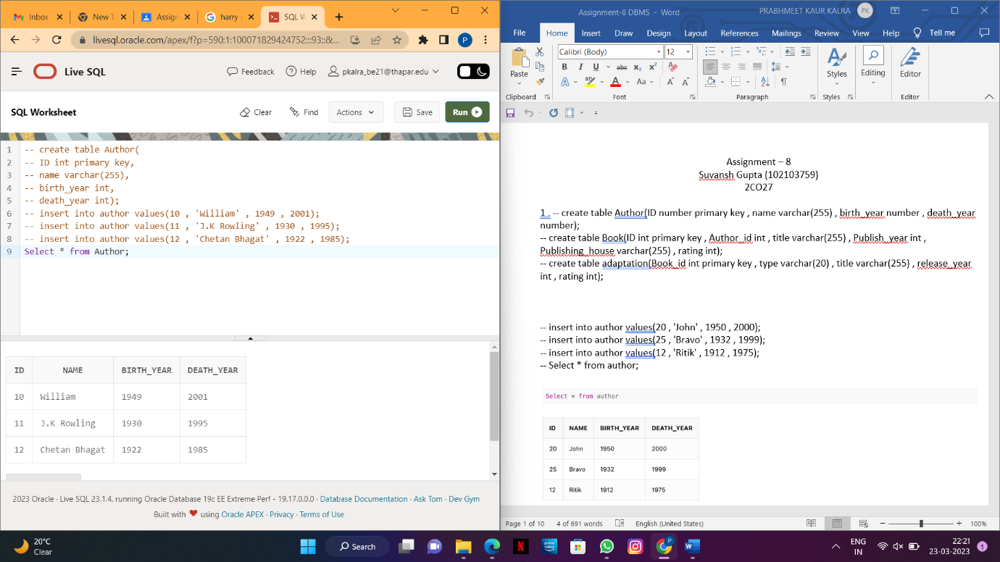 Inbox
New T
Assign
harry p
SQL W
livesql.oracle.com/apex/f?p=590:1:100071829424752:::93::&...
P
Live SQL
Feedback
Help
pkalra_be21@thapar.edu
SQL Worksheet
Clear
Find
Actions
Save
Run
1 -- create table Author(
2 -- ID int primary key,
3 -- name varchar(255),
4 -- birth_year int,
5 -- death_year int);
6 -- insert into author values(10 , 'William' , 1949 , 2001);
7 -- insert into author values(11 , 'J.K Rowling' , 1930 , 1995);
8 -- insert into author values(12 , 'Chetan Bhagat' , 1922 , 1985);
9 Select * from Author;
ID NAME BIRTH_YEAR DEATH_YEAR
10 William 1949 2001
11 J.K Rowling 1930 1995
12 Chetan Bhagat 1922 1985
2023 Oracle · Live SQL 23.1.4, running Oracle Database 19c EE Extreme Perf - 19.17.0.0.0 · Database Documentation · Ask Tom · Dev Gym
Built with ❤ using Oracle APEX · Privacy · Terms of Use
Assignment-8 DBMS - Word
PRABHMEET KAUR KALRA
PK
File Home Insert Draw Design Layout References Mailings Review View Help Tell me
Calibri (Body) 12
Paste
B I U abc x₂ x²
A A Aa A A
Styles
Editing
Editor
Clipboard Font Paragraph Styles Editor
Assignment – 8
Suvansh Gupta (102103759)
2CO27
1 . -- create table Author(ID number primary key , name varchar(255) , birth_year number , death_year
number);
-- create table Book(ID int primary key , Author_id int , title varchar(255) , Publish_year int ,
Publishing_house varchar(255) , rating int);
-- create table adaptation(Book_id int primary key , type varchar(20) , title varchar(255) , release_year
int , rating int);
-- insert into author values(20 , 'John' , 1950 , 2000);
-- insert into author values(25 , 'Bravo' , 1932 , 1999);
-- insert into author values(12 , 'Ritik' , 1912 , 1975);
-- Select * from author;
Select * from author
ID NAME BIRTH_YEAR DEATH_YEAR
20 John 1950 2000
25 Bravo 1932 1999
12 Ritik 1912 1975
Page 1 of 10
4 of 691 words
English (United States)
100%
20°C
Clear
Search
N
prime video
P
W
ENG
IN
22:21
23-03-2023
1